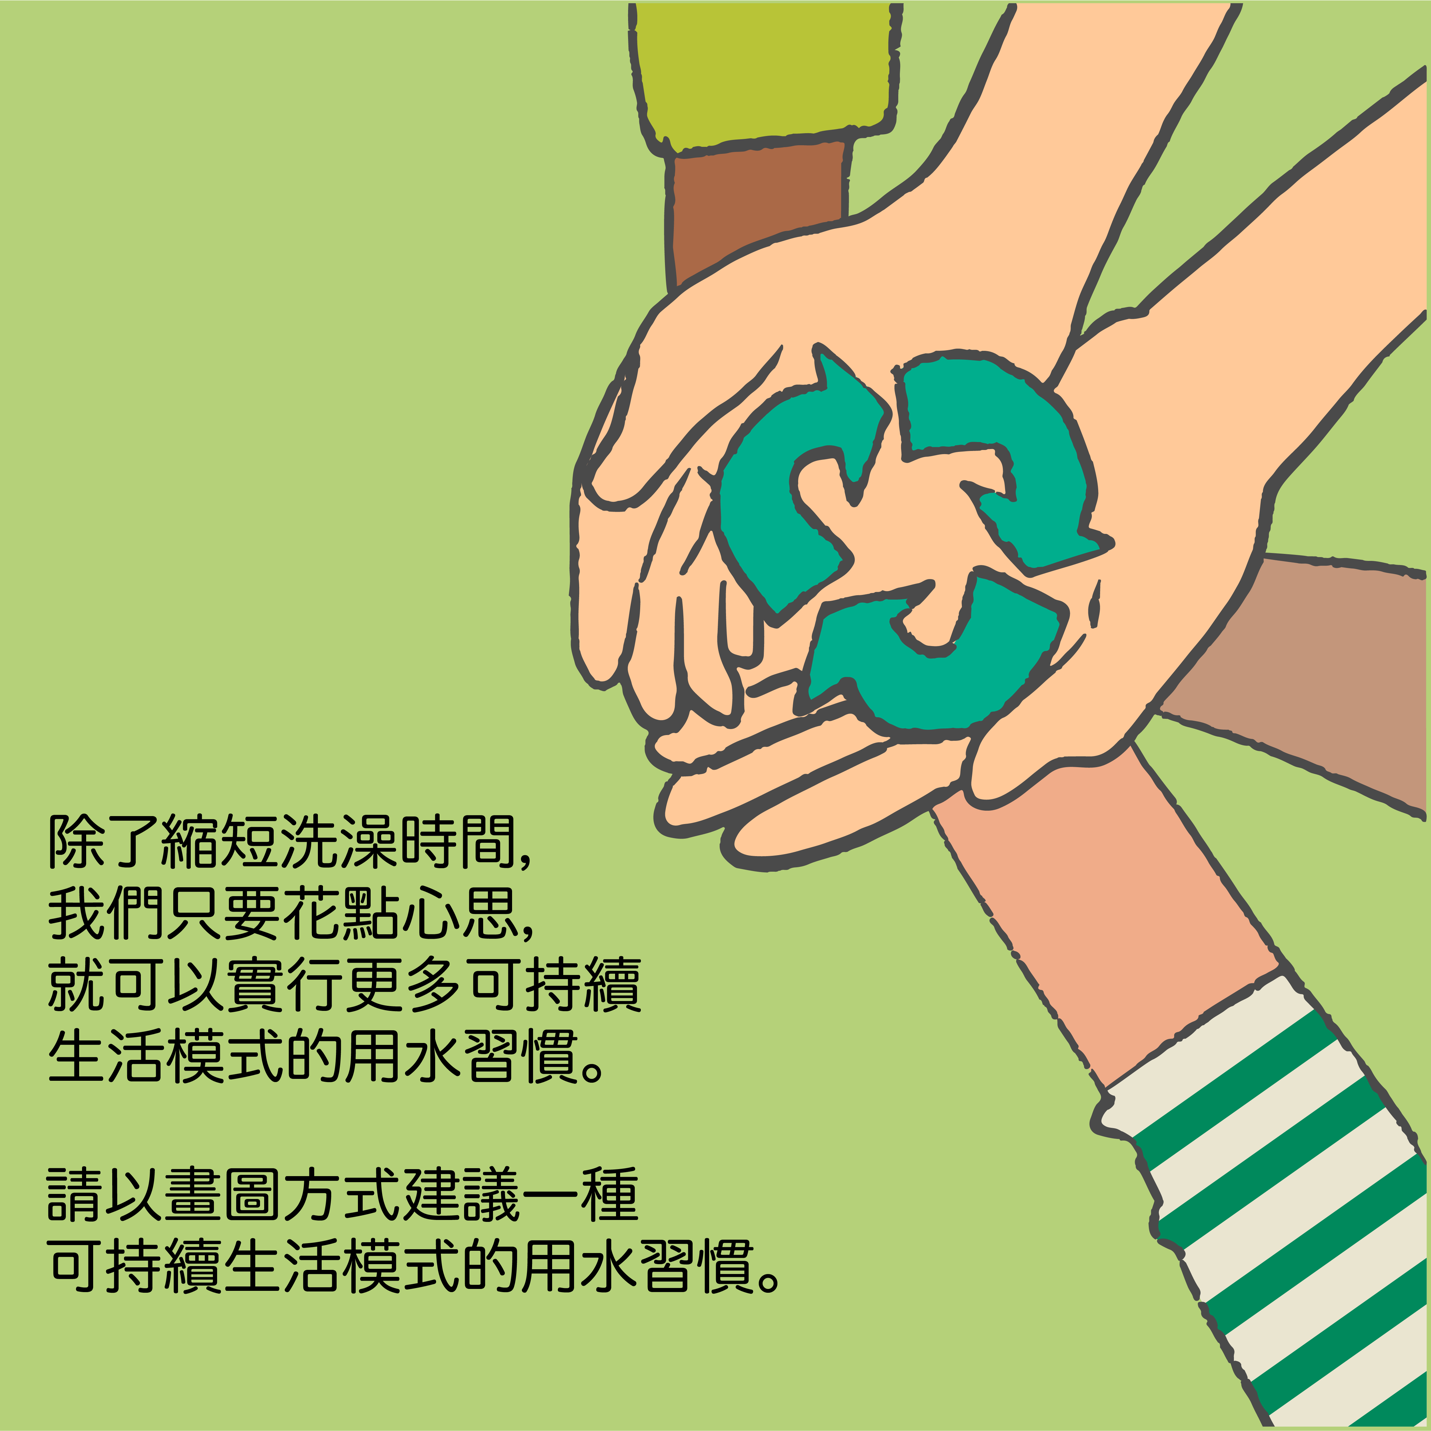 除了縮短洗澡時間,
我們只要花點心思,
就可以實行更多可持續
生活模式的用水習慣。
請以畫圖方式建議一種
可持續生活模式的用水習慣。